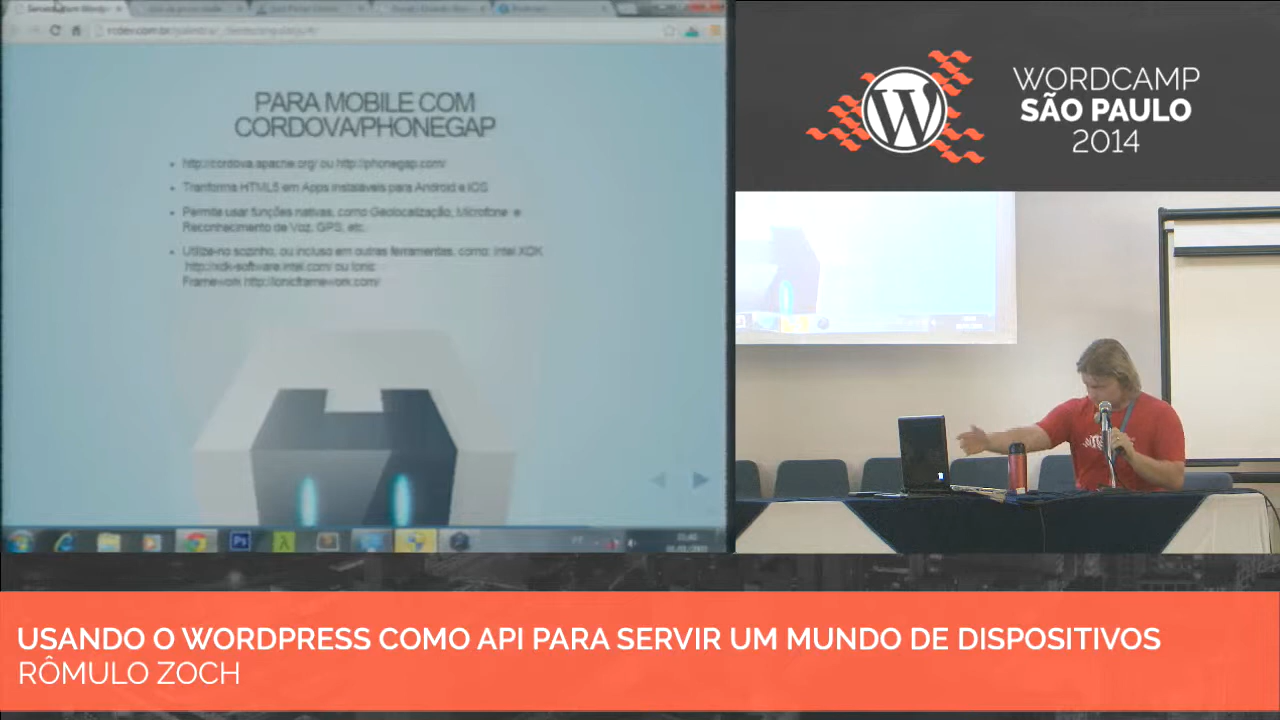 PARA MOBILE COM
CORDOVA/PHONEGAP
http://cordova.apache.org/ ou http://phonegap.com/
Tranforma HTML5 em Apps instaláveis para Android e iOS
Permite usar funções nativas, como Geolocalização, Microfone e
Reconhecimento de Voz, GPS, etc.
Utilize-no sozinho, ou incluso em outras ferramentas, como: Intel XDK
http://xdk-software.intel.com/ ou Ionic
Framework http://ionicframework.com/
Ps
WORDCAMP
SÃO PAULO
2014
USANDO O WORDPRESS COMO API PARA SERVIR UM MUNDO DE DISPOSITIVOS
RÔMULO ZOCH